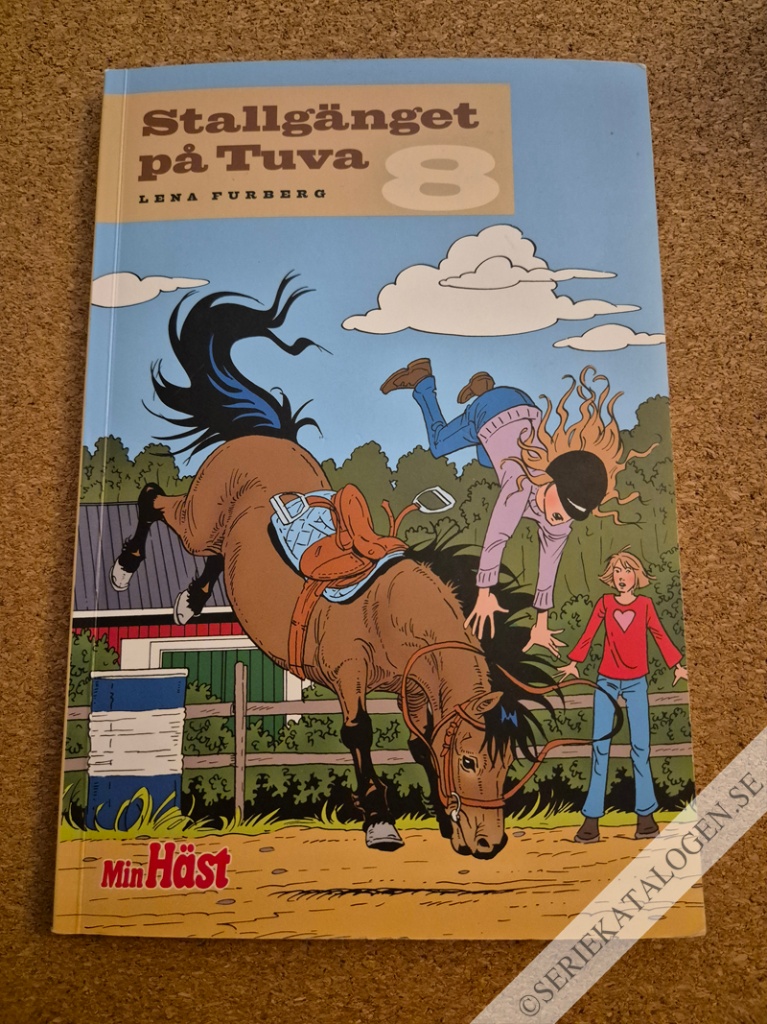 Stallgänget
på Tuva
8
LENA FURBERG
Min Häst
©SERIEKATALOGEN.SE